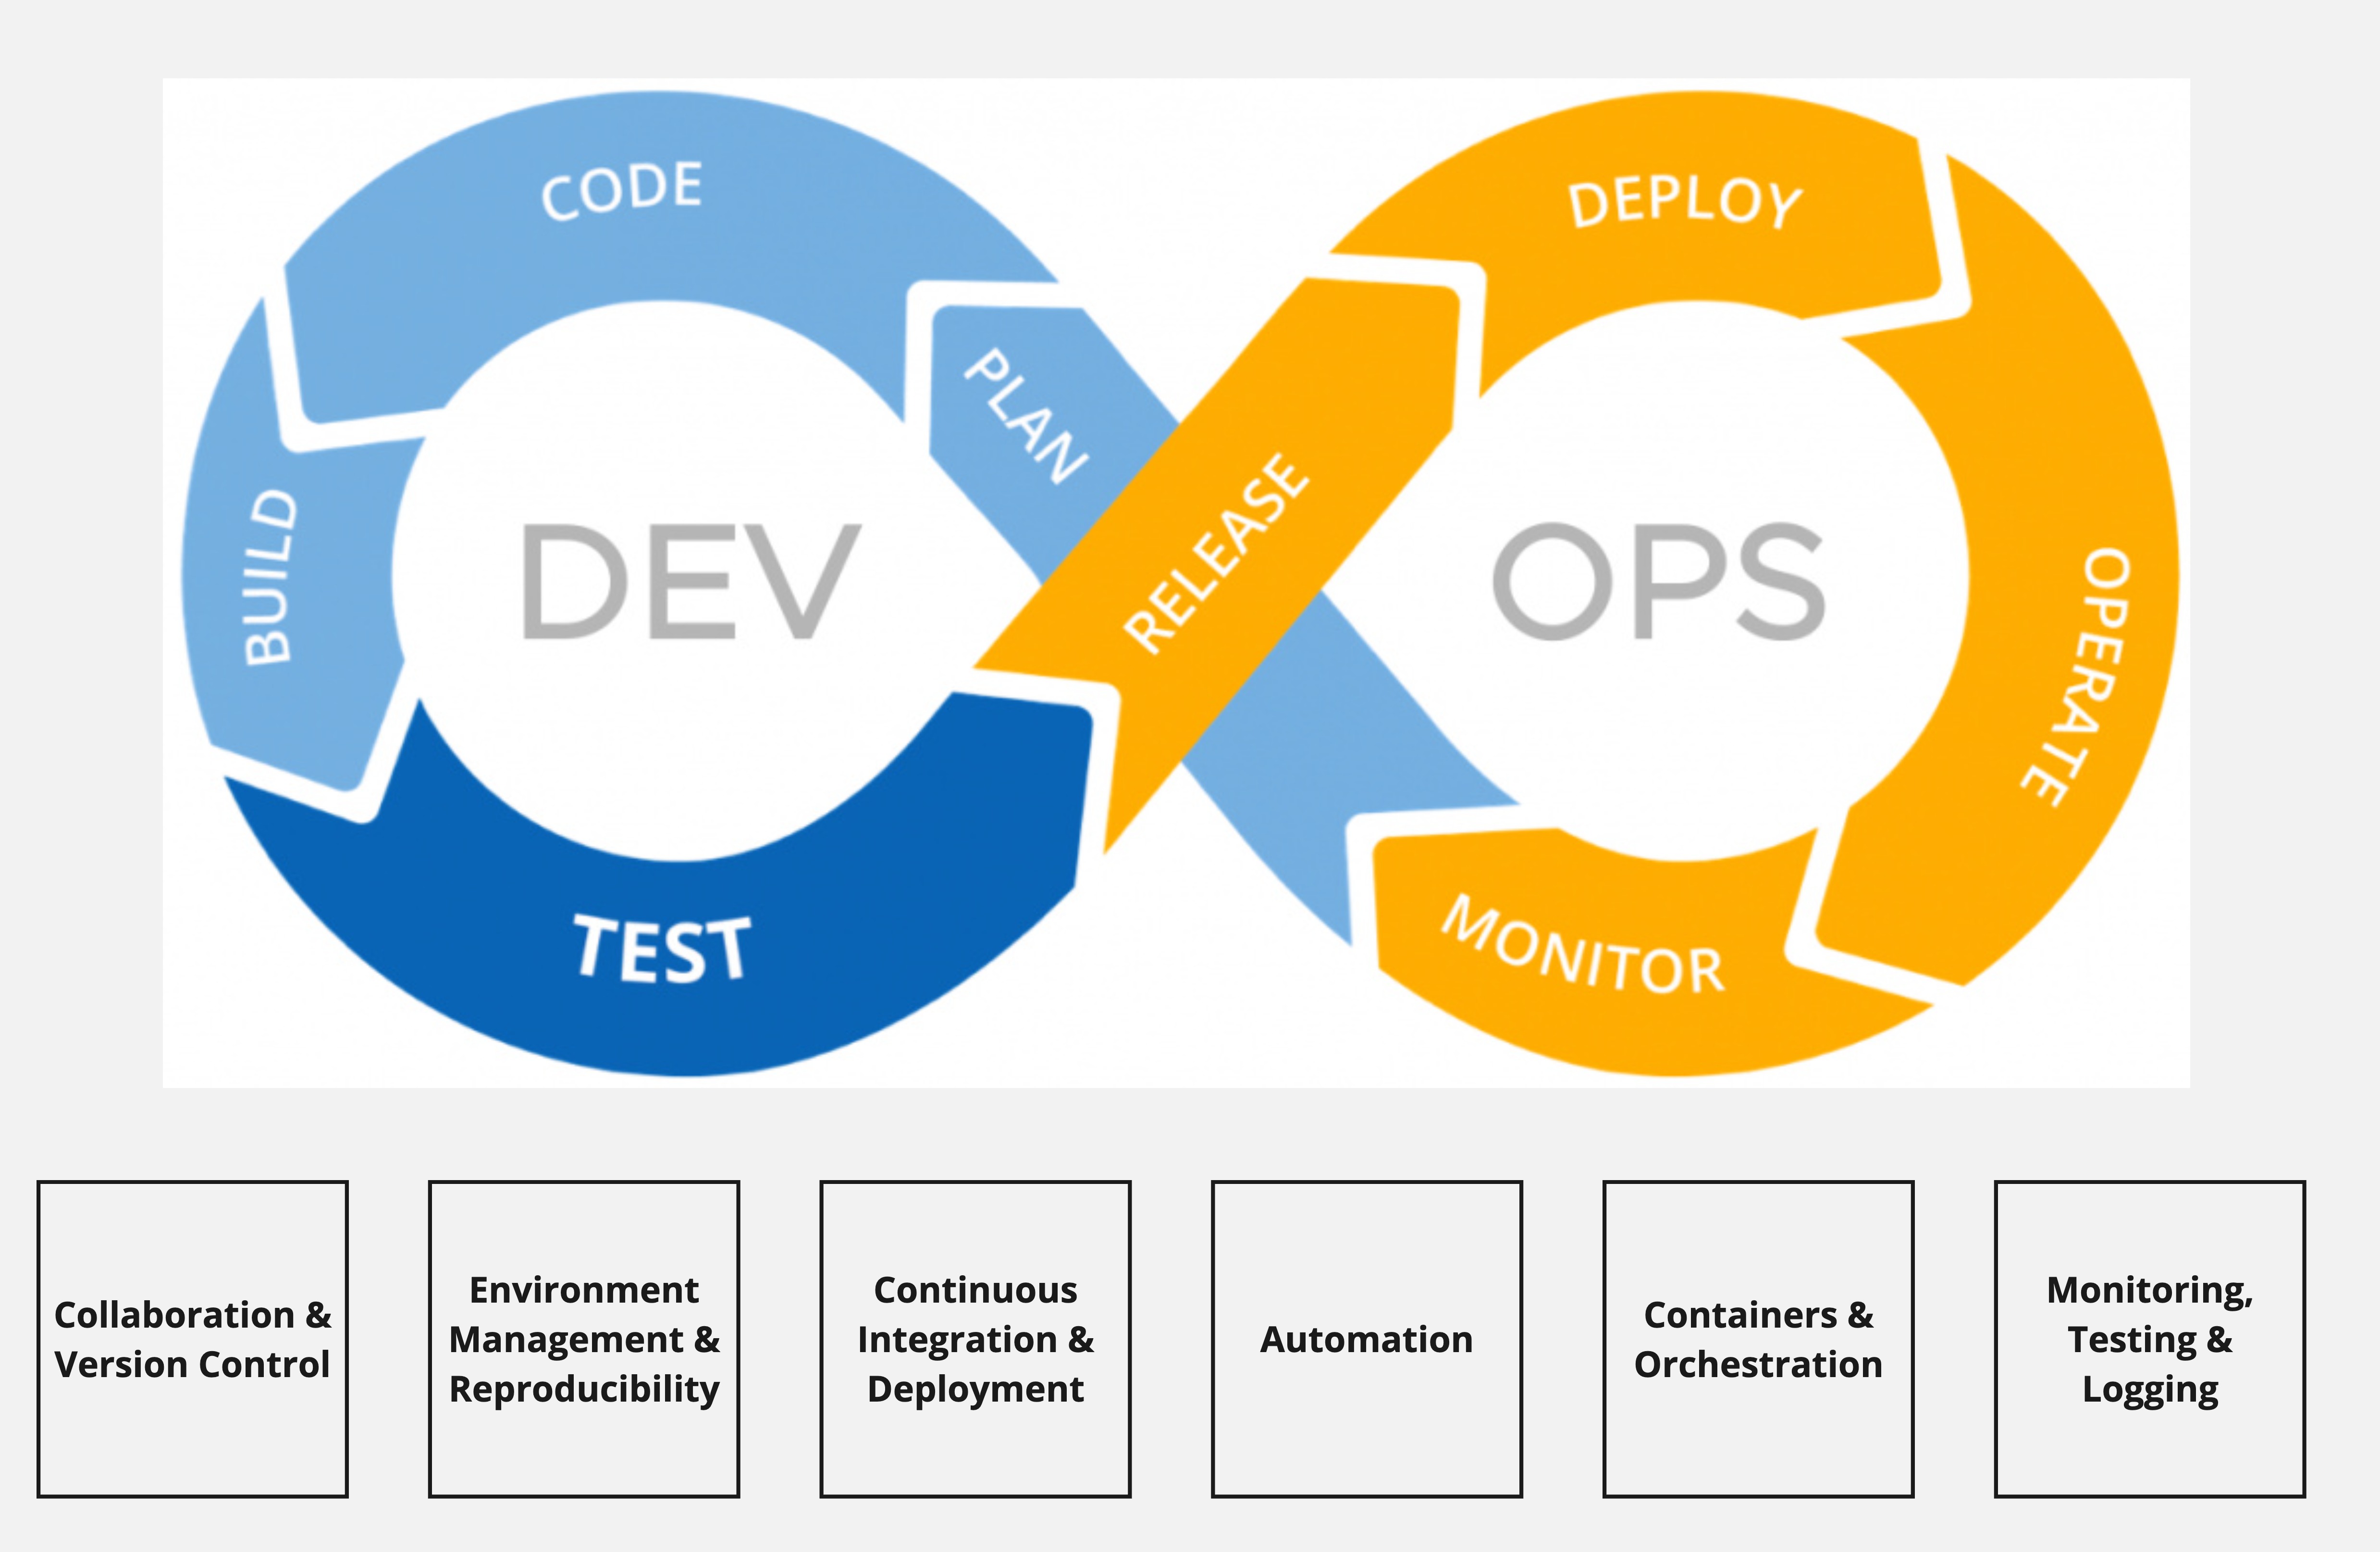 CODE
DEPLOY
PLAN
BUILD
DEV
RELEASE
OPS
OPERATE
TEST
MONITOR
Collaboration &
Version Control
Environment
Management &
Reproducibility
Continuous
Integration &
Deployment
Automation
Containers &
Orchestration
Monitoring,
Testing &
Logging